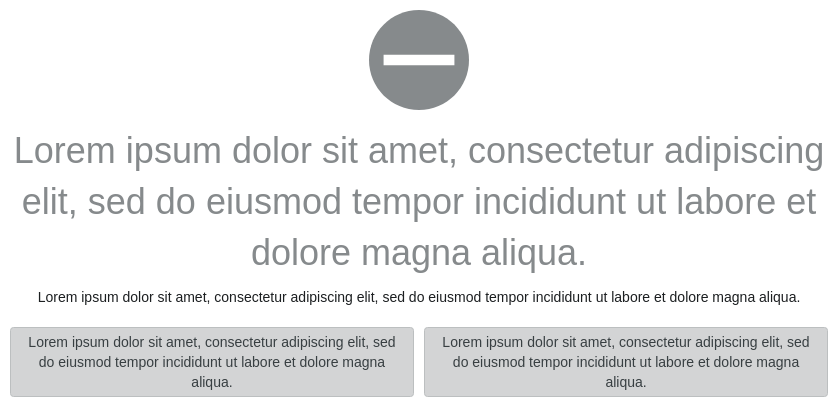 Lorem ipsum dolor sit amet, consectetur adipiscing
elit, sed do eiusmod tempor incididunt ut labore et
dolore magna aliqua.
Lorem ipsum dolor sit amet, consectetur adipiscing elit, sed do eiusmod tempor incididunt ut labore et dolore magna aliqua.
Lorem ipsum dolor sit amet, consectetur adipiscing elit, sed
do eiusmod tempor incididunt ut labore et dolore magna
aliqua.
Lorem ipsum dolor sit amet, consectetur adipiscing elit, sed
do eiusmod tempor incididunt ut labore et dolore magna
aliqua.